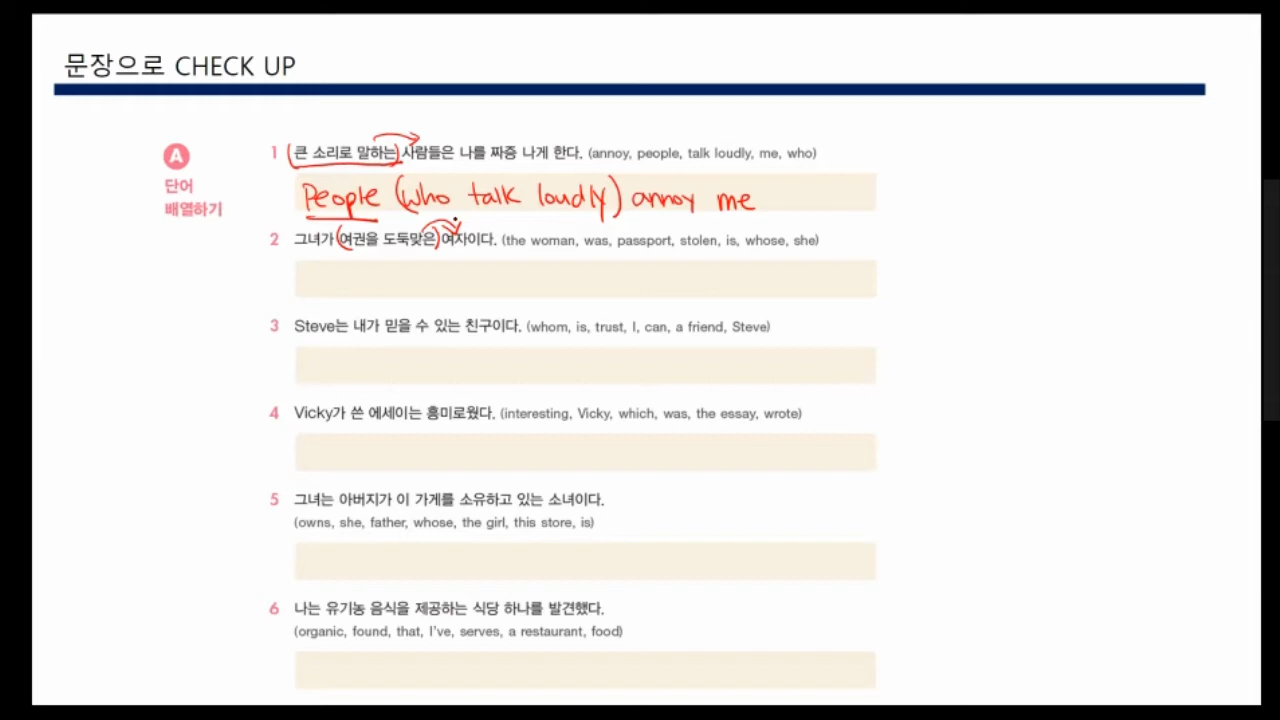 문장으로 CHECK UP
A
단어
배열하기
1 큰 소리로 말하는 사람들은 나를 짜증 나게 한다. (annoy, people, talk loudly, me, who)
People (who talk loudly) annoy me
2 그녀가 여권을 도둑맞은 여자이다. (the woman, was, passport, stolen, is, whose, she)
3 Steve는 내가 믿을 수 있는 친구이다. (whom, is, trust, I, can, a friend, Steve)
4 Vicky가 쓴 에세이는 흥미로웠다. (interesting, Vicky, which, was, the essay, wrote)
5 그녀는 아버지가 이 가게를 소유하고 있는 소녀이다.
(owns, she, father, whose, the girl, this store, is)
6 나는 유기농 음식을 제공하는 식당 하나를 발견했다.
(organic, found, that, I've, serves, a restaurant, food)